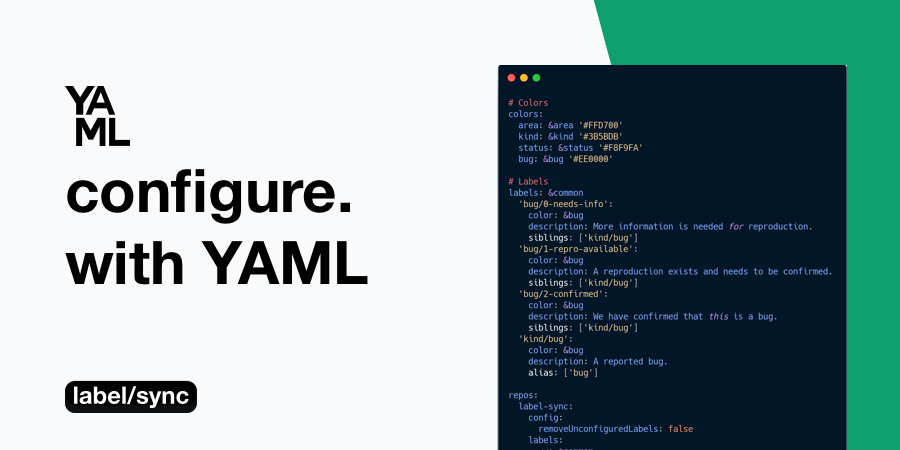 YA
ML
configure.
with YAML
label/sync
# Colors
colors:
  area: &area '#FFD700'
  kind: &kind '#3B5BDB'
  status: &status '#F8F9FA'
  bug: &bug '#EE0000'
# Labels
labels: &common
  'bug/0-needs-info':
    color: &bug
    description: More information is needed for reproduction.
    siblings: ['kind/bug']
  'bug/1-repro-available':
    color: &bug
    description: A reproduction exists and needs to be confirmed.
    siblings: ['kind/bug']
  'bug/2-confirmed':
    color: &bug
    description: We have confirmed that this is a bug.
    siblings: ['kind/bug']
  'kind/bug':
    color: &bug
    description: A reported bug.
    alias: ['bug']
repos:
  label-sync:
    config:
      removeUnconfiguredLabels: false
    labels: